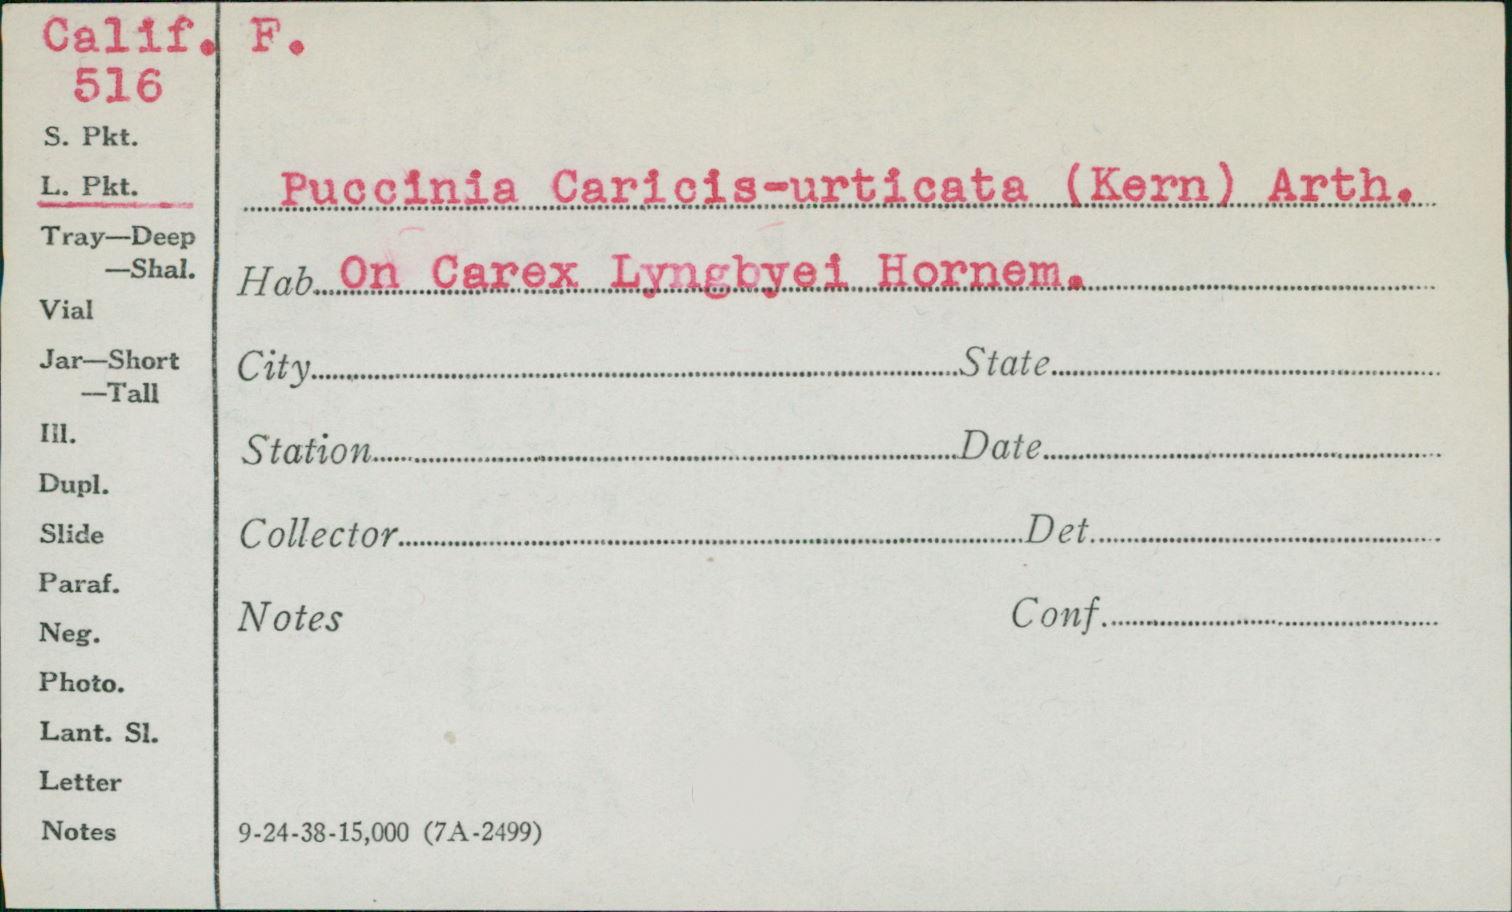 Calif. F.
516
S. Pkt.
L. Pkt.
Puccinia Caricis-urticata (Kern) Arth.
Tray—Deep
—Shal.
Hab. On Carex Lyngbyei Hornem.
Vial
Jar—Short
—Tall
City State
Ill.
Station Date
Dupl.
Slide
Collector Det.
Paraf.
Neg.
Notes Conf.
Photo.
Lant. Sl.
Letter
Notes
9-24-38-15,000 (7A-2499)